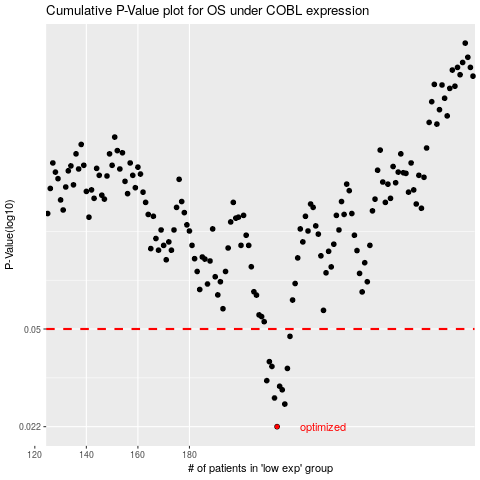 Cumulative P-Value plot for OS under COBL expression
P-Value(log10)
0.05
0.022
optimized
120 140 160 180
# of patients in 'low exp' group